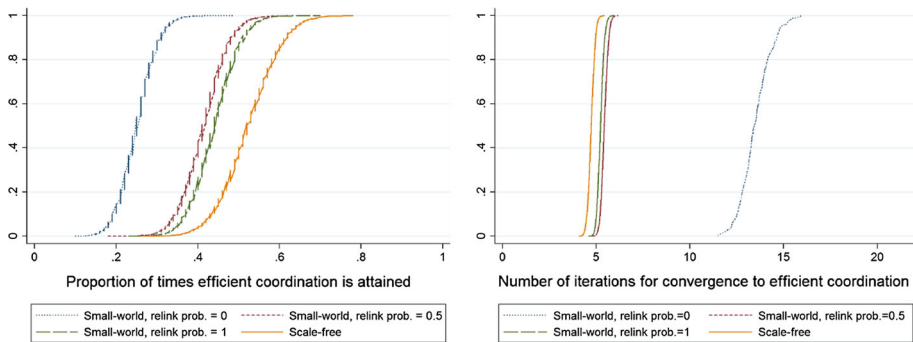 1
.8
.6
.4
.2
0
0 .2 .4 .6 .8 1
Proportion of times efficient coordination is attained
Small-world, relink prob. = 0 Small-world, relink prob. = 0.5
Small-world, relink prob. = 1 Scale-free
1
.8
.6
.4
.2
0
0 5 10 15 20
Number of iterations for convergence to efficient coordination
Small-world, relink prob.=0 Small-world, relink prob.=0.5
Small-world, relink prob.=1 Scale-free